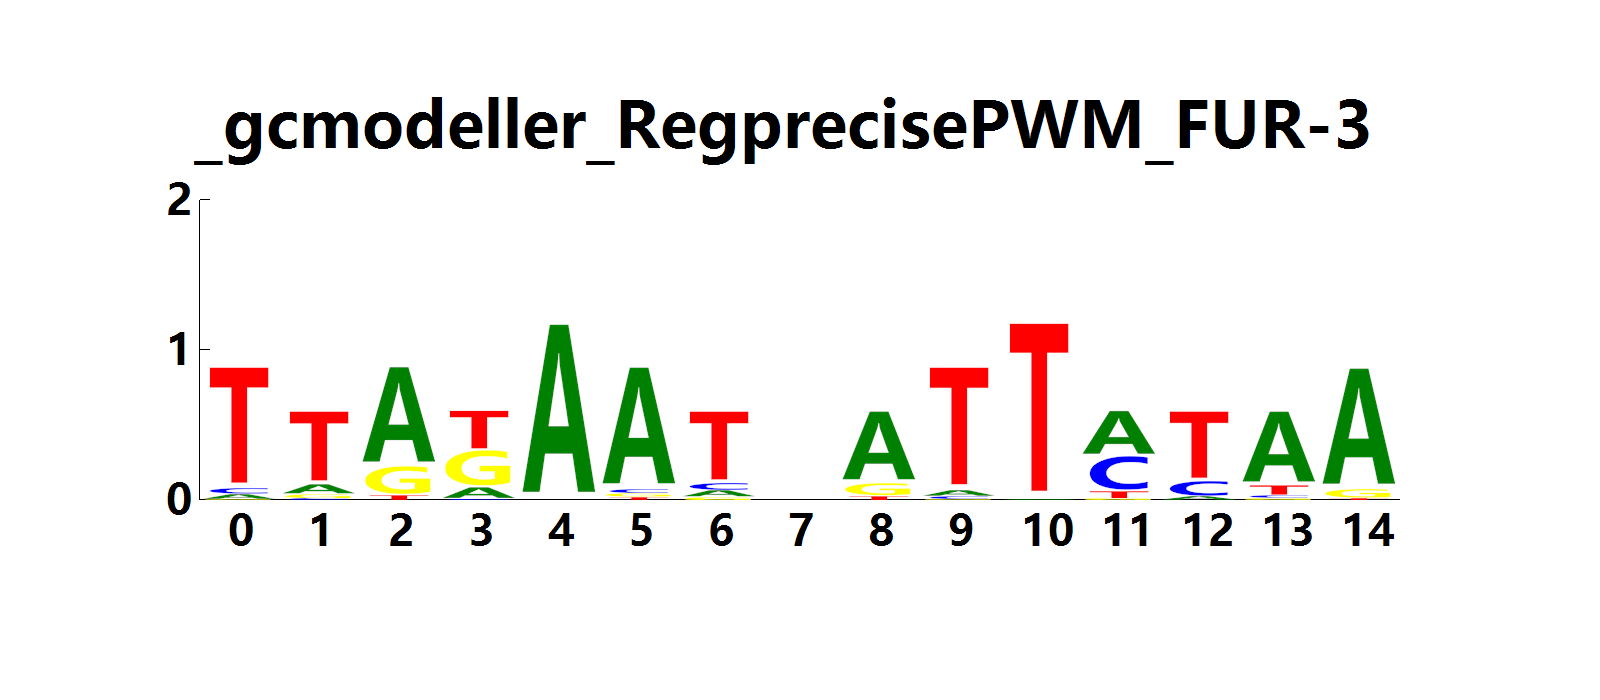 _gcmodeller_RegprecisePWM_FUR-3
2
1
0
T T A T A A T A T T A T A A
C A G G C C G A C C T G
A C T A C A T C T A C T
0 1 2 3 4 5 6 7 8 9 10 11 12 13 14